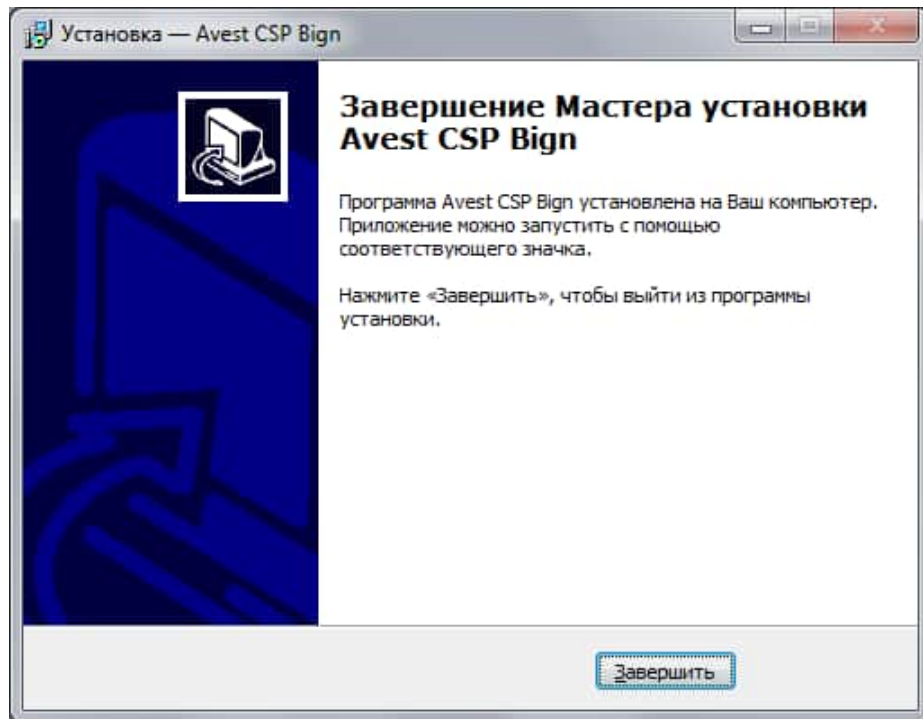 Установка — Avest CSP Bign
Завершение Мастера установки
Avest CSP Bign
Программа Avest CSP Bign установлена на Ваш компьютер.
Приложение можно запустить с помощью
соответствующего значка.
Нажмите «Завершить», чтобы выйти из программы
установки.
Завершить